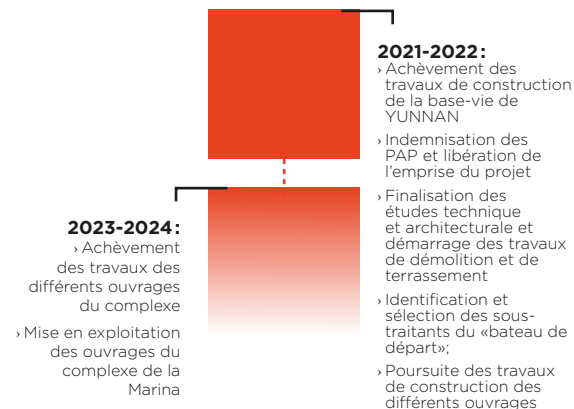 2021-2022:
› Achèvement des
travaux de construction
de la base-vie de
YUNNAN
› Indemnisation des
PAP et libération de
l’emprise du projet
› Finalisation des
études technique
et architecturale et
démarrage des travaux
de démolition et de
terrassement
› Identification et
sélection des sous-
traitants du «bateau de
départ»;
› Poursuite des travaux
de construction des
différents ouvrages
2023-2024:
› Achèvement
des travaux des
différents ouvrages
du complexe
› Mise en exploitation
des ouvrages du
complexe de la
Marina